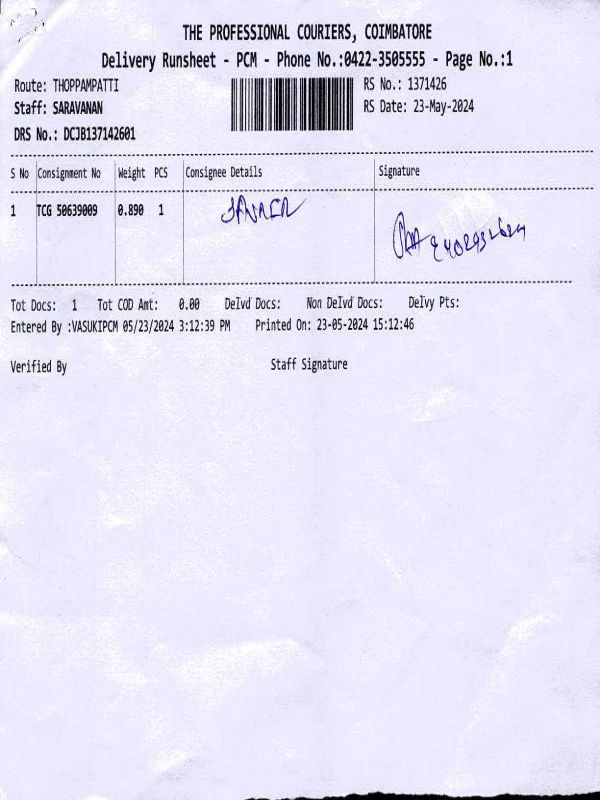 THE PROFESSIONAL COURIERS, COIMBATORE
Delivery Runsheet - PCM - Phone No.:0422-3505555 - Page No.:1
Route: THOPPAMPATTI RS No.: 1371426
Staff: SARAVANAN RS Date: 23-May-2024
DRS No.: DCJB137142601
S No Consignment No Weight PCS Consignee Details Signature
1 TCG 50639009 0.890 1
Tot Docs: 1 Tot COD Amt: 0.00 Delvd Docs: Non Delvd Docs: Delvy Pts:
Entered By :VASUKIPCM 05/23/2024 3:12:39 PM Printed On: 23-05-2024 15:12:46
Verified By Staff Signature